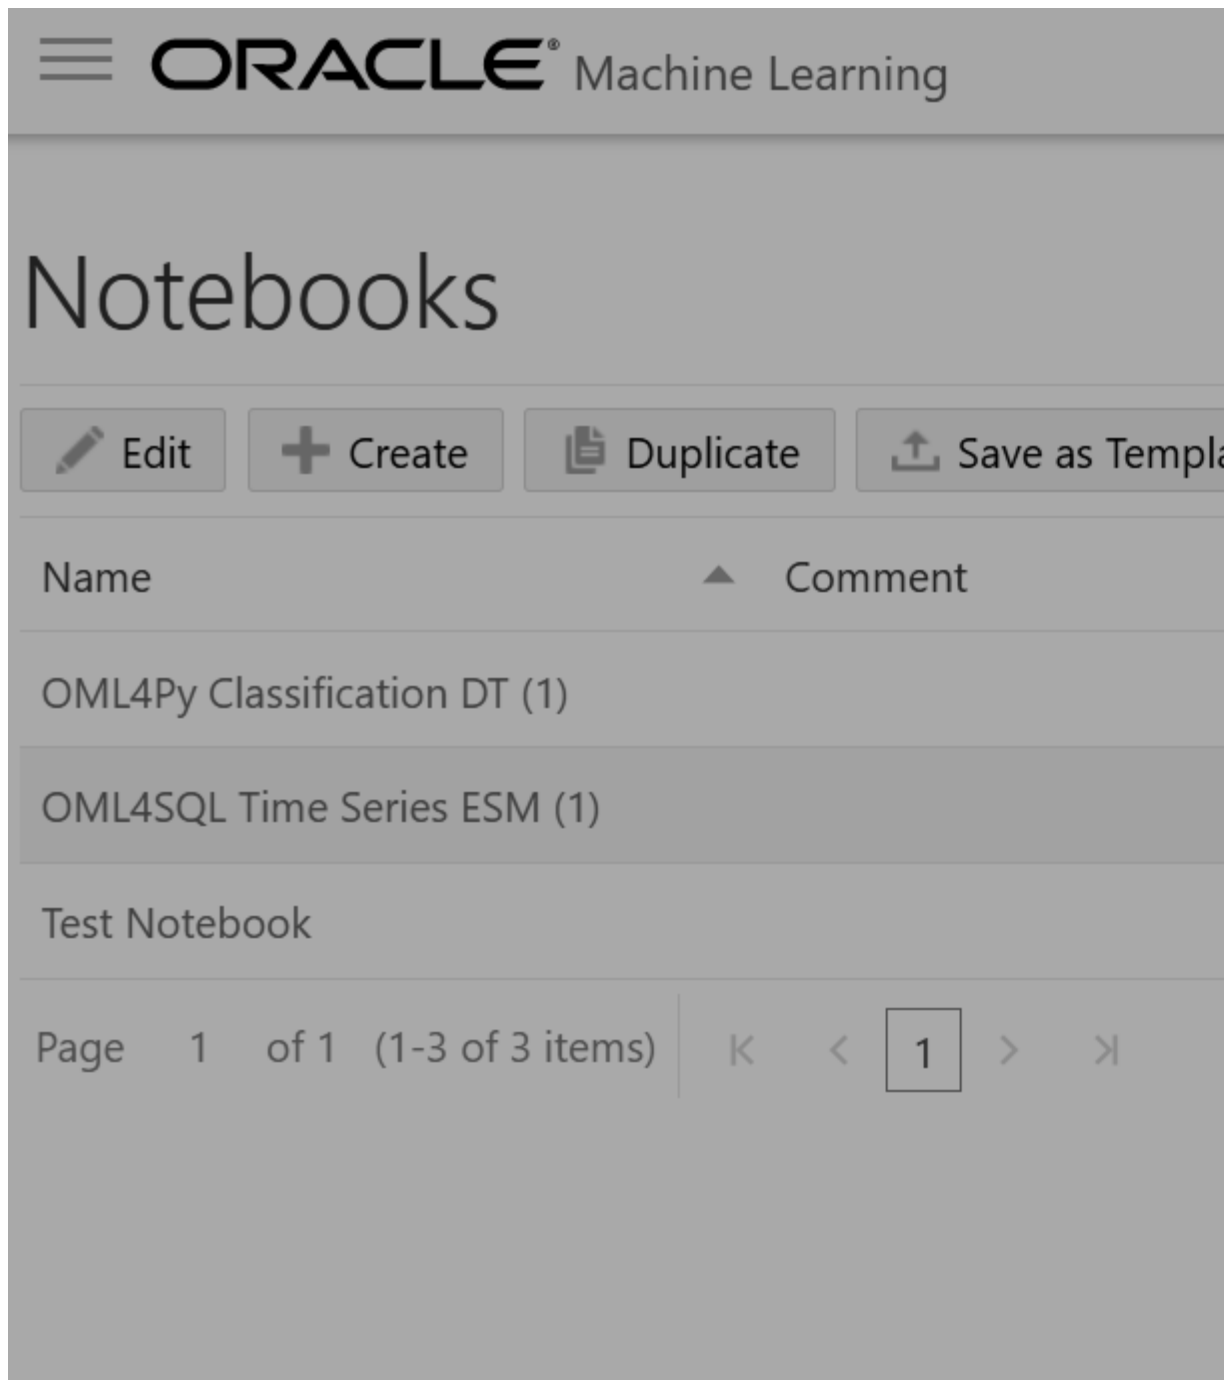 ORACLE® Machine Learning
Notebooks
Edit Create Duplicate Save as Templa
Name Comment
OML4Py Classification DT (1)
OML4SQL Time Series ESM (1)
Test Notebook
Page 1 of 1 (1-3 of 3 items) 1